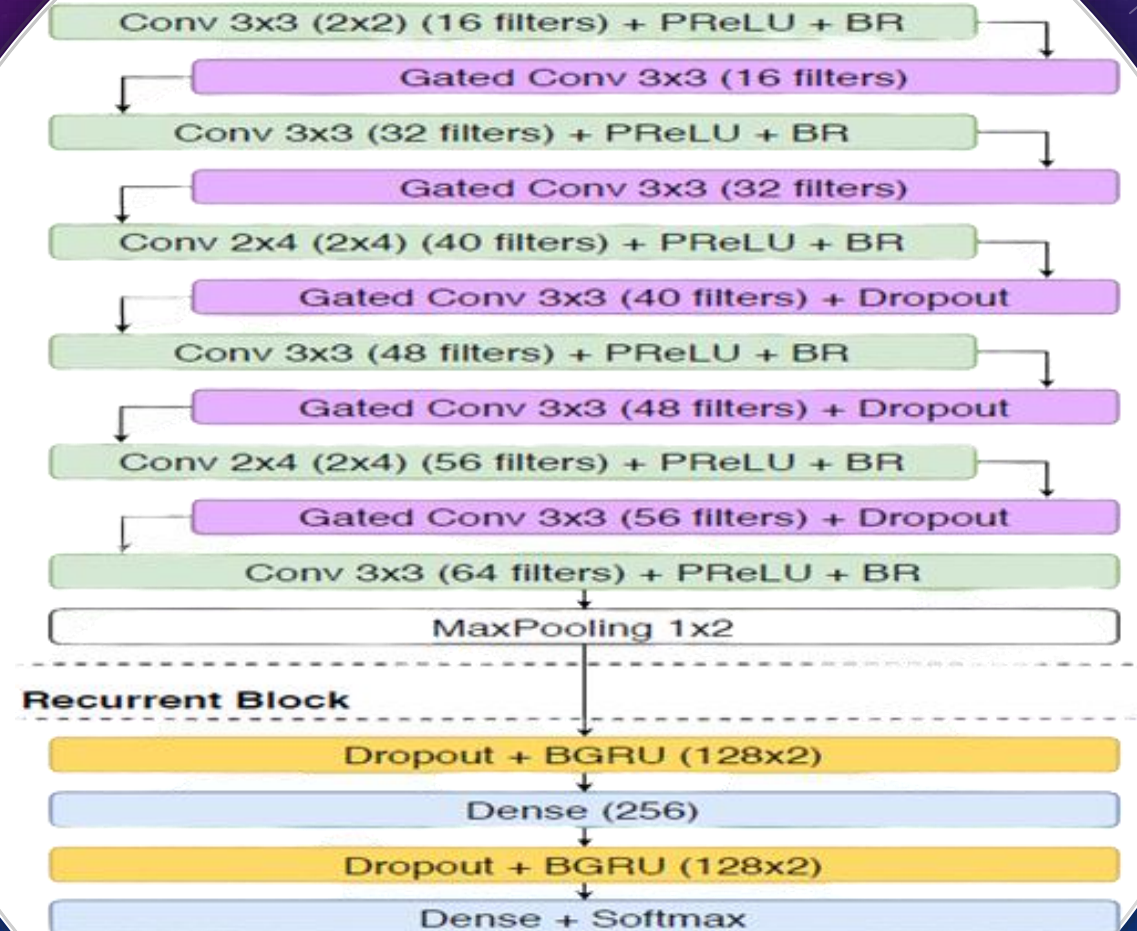 Conv 3x3 (2x2) (16 filters) + PReLU + BR
Gated Conv 3x3 (16 filters)
Conv 3x3 (32 filters) + PReLU + BR
Gated Conv 3x3 (32 filters)
Conv 2x4 (2x4) (40 filters) + PReLU + BR
Gated Conv 3x3 (40 filters) + Dropout
Conv 3x3 (48 filters) + PReLU + BR
Gated Conv 3x3 (48 filters) + Dropout
Conv 2x4 (2x4) (56 filters) + PReLU + BR
Gated Conv 3x3 (56 filters) + Dropout
Conv 3x3 (64 filters) + PReLU + BR
MaxPooling 1x2
Recurrent Block
Dropout + BGRU (128x2)
Dense (256)
Dropout + BGRU (128x2)
Dense + Softmax